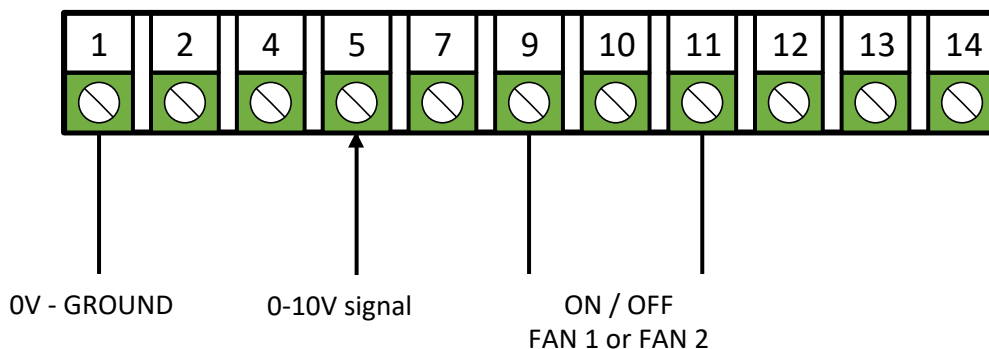 1 2 4 5 7 9 10 11 12 13 14
0V - GROUND 0-10V signal ON / OFF
FAN 1 or FAN 2